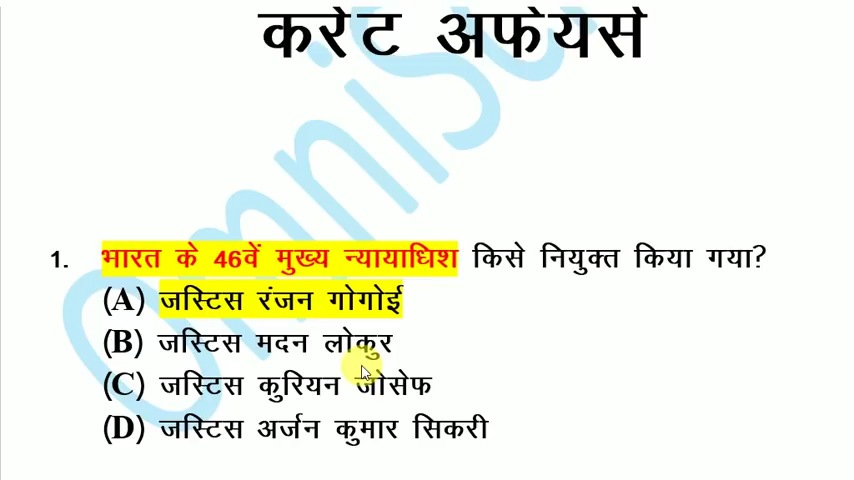 करेंट अफेयर्स
1. भारत के 46वें मुख्य न्यायाधिश किसे नियुक्त किया गया?
(A) जस्टिस रंजन गोगोई
(B) जस्टिस मदन लोकुर
(C) जस्टिस कुरियन जोसेफ
(D) जस्टिस अर्जन कुमार सिकरी